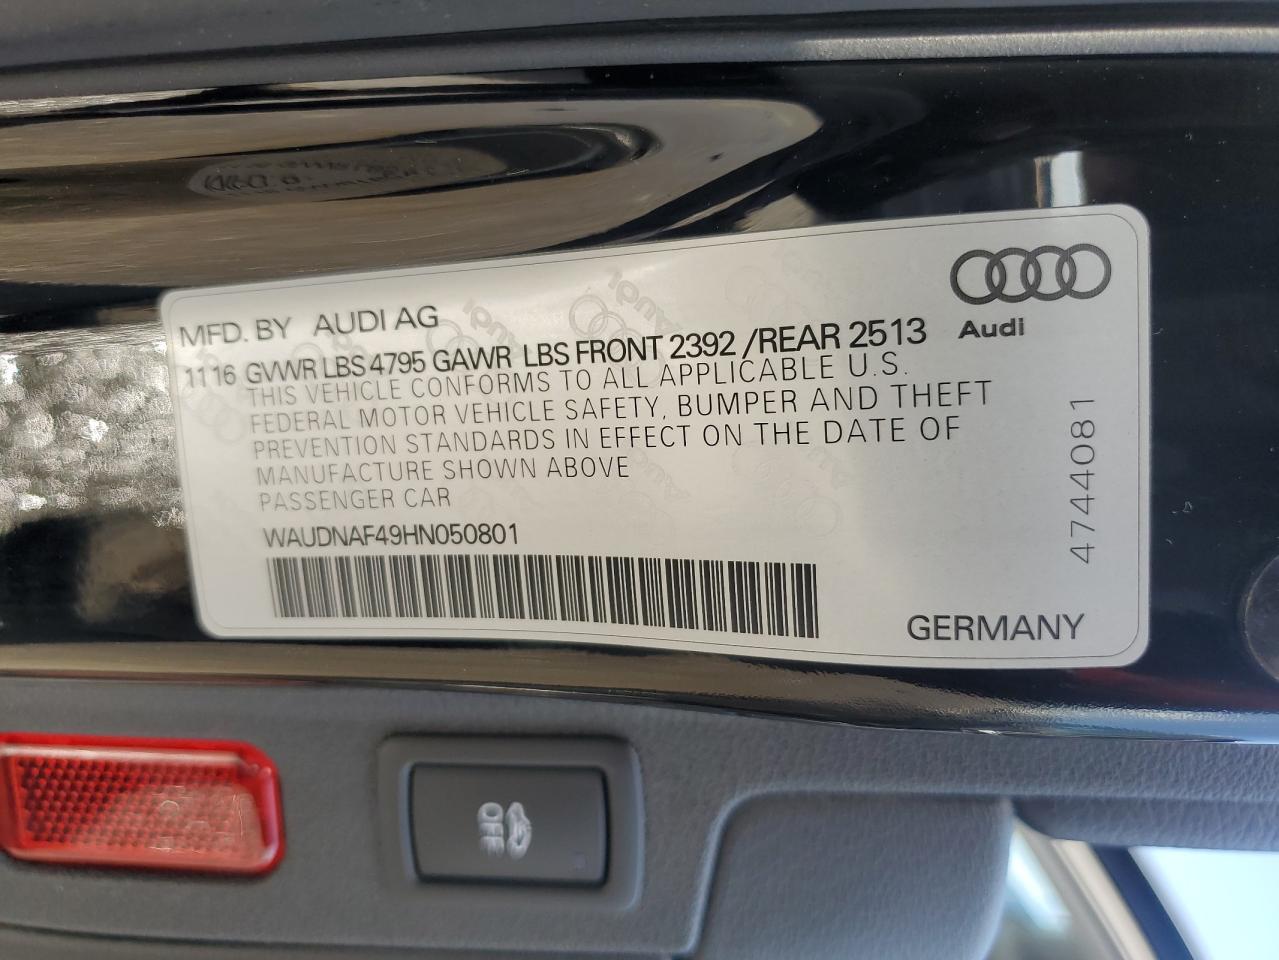 MFD. BY AUDI AG
Audi
1116 GVWR LBS 4795 GAWR LBS FRONT 2392 /REAR 2513
THIS VEHICLE CONFORMS TO ALL APPLICABLE U.S.
FEDERAL MOTOR VEHICLE SAFETY, BUMPER AND THEFT
PREVENTION STANDARDS IN EFFECT ON THE DATE OF
MANUFACTURE SHOWN ABOVE
PASSENGER CAR
WAUDNAF49HN050801
4744081
GERMANY
OFF